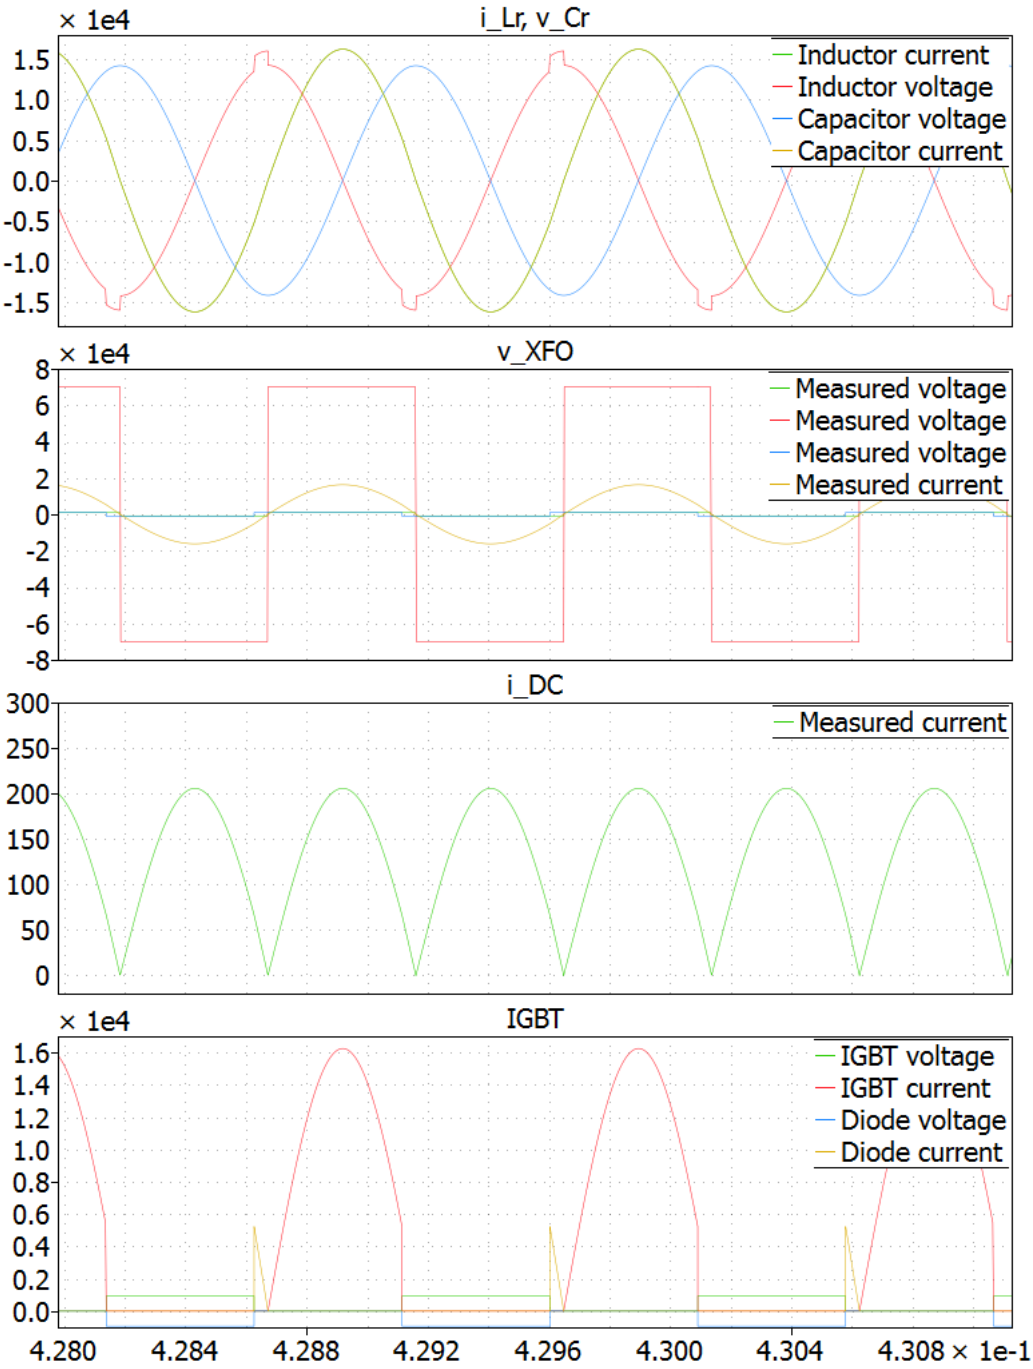 i_Lr, v_Cr
× 1e4
1.5
1.0
0.5
0.0
-0.5
-1.0
-1.5
Inductor current
Inductor voltage
Capacitor voltage
Capacitor current
v_XFO
× 1e4
8
6
4
2
0
-2
-4
-6
-8
Measured voltage
Measured voltage
Measured voltage
Measured current
i_DC
300
250
200
150
100
50
0
Measured current
IGBT
× 1e4
1.6
1.4
1.2
1.0
0.8
0.6
0.4
0.2
0.0
IGBT voltage
IGBT current
Diode voltage
Diode current
4.280 4.284 4.288 4.292 4.296 4.300 4.304 4.308 × 1e-1